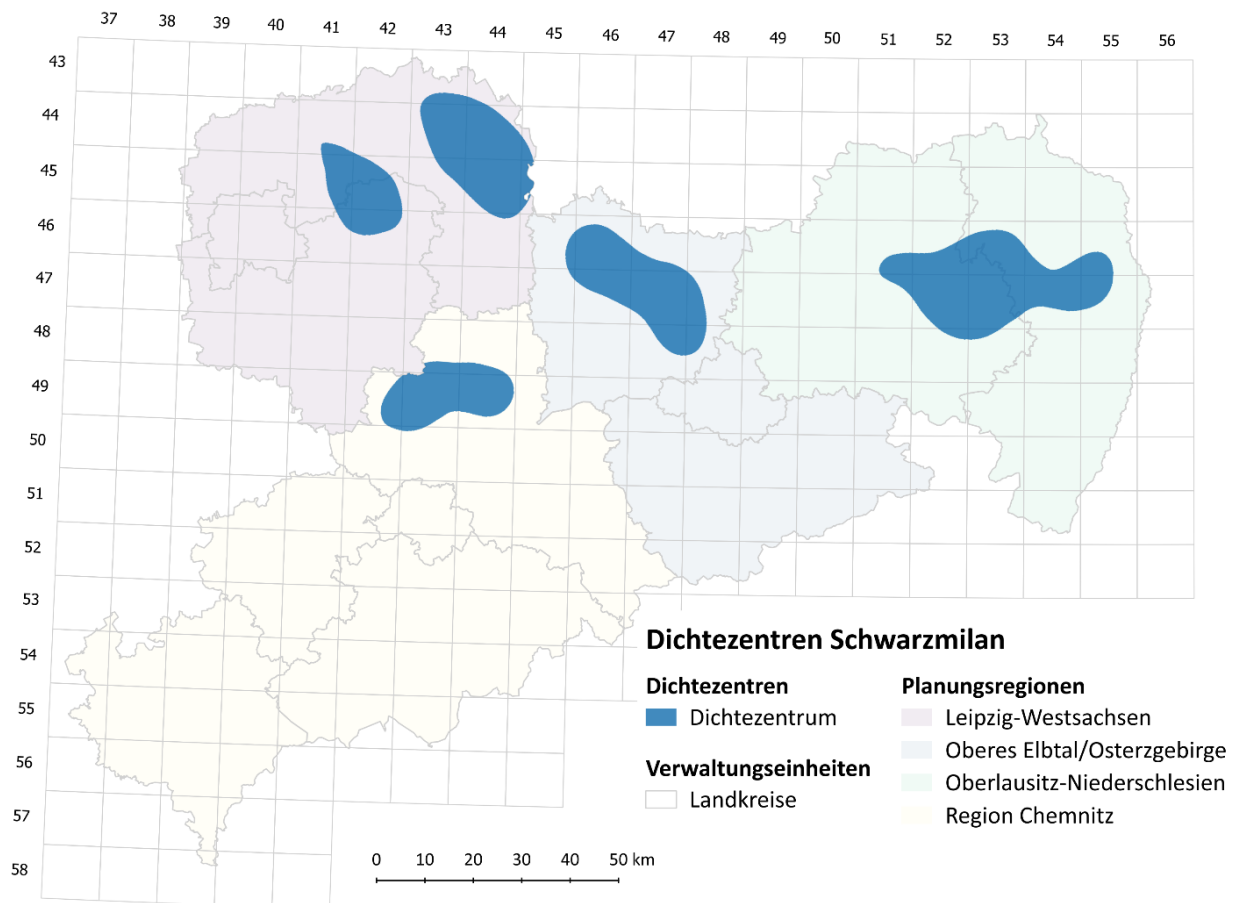 37 38 39 40 41 42 43 44 45 46 47 48 49 50 51 52 53 54 55 56
43
44
45
46
47
48
49
50
51
52
53
54
55
56
57
58
Dichtezentren Schwarzmilan
Dichtezentren
Dichtezentrum
Verwaltungseinheiten
Landkreise
Planungsregionen
Leipzig-Westsachsen
Oberes Elbtal/Osterzgebirge
Oberlausitz-Niederschlesien
Region Chemnitz
0 10 20 30 40 50 km